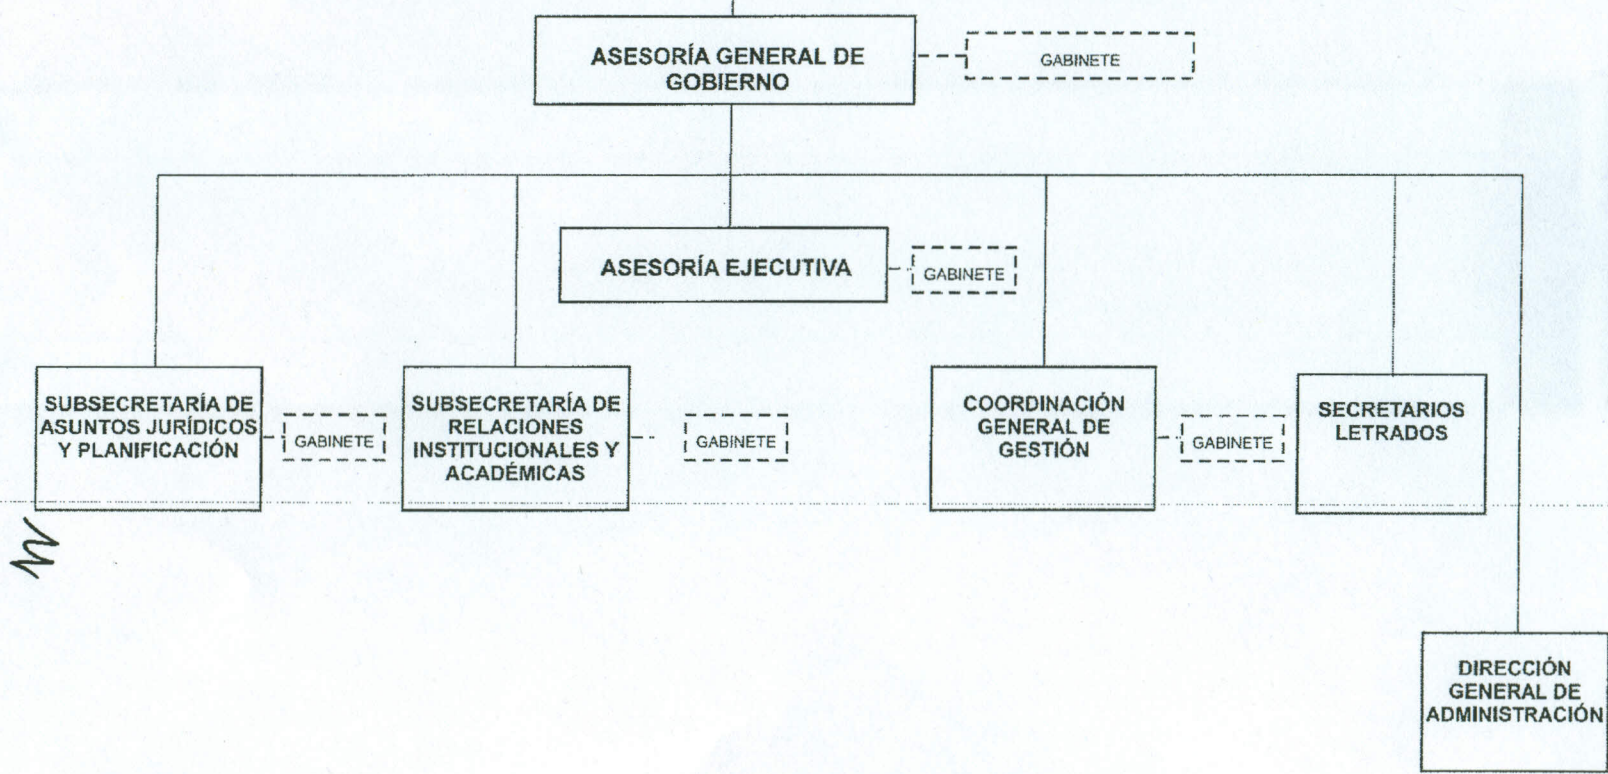 ASESORÍA GENERAL DE
GOBIERNO
GABINETE
ASESORÍA EJECUTIVA
GABINETE
SUBSECRETARÍA DE
ASUNTOS JURÍDICOS
Y PLANIFICACIÓN
GABINETE
SUBSECRETARÍA DE
RELACIONES
INSTITUCIONALES Y
ACADÉMICAS
GABINETE
COORDINACIÓN
GENERAL DE
GESTIÓN
GABINETE
SECRETARIOS
LETRADOS
DIRECCIÓN
GENERAL DE
ADMINISTRACIÓN